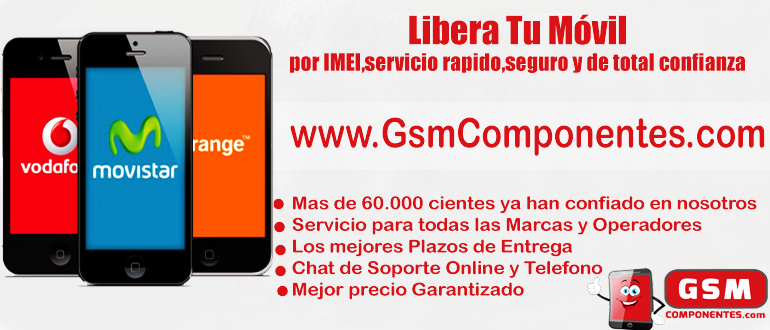 Libera Tu Móvil
por IMEI,servicio rapido,seguro y de total confianza
www.GsmComponentes.com
vodafo
movistar
range™
Mas de 60.000 cientes ya han confiado en nosotros
Servicio para todas las Marcas y Operadores
Los mejores Plazos de Entrega
Chat de Soporte Online y Telefono
Mejor precio Garantizado
GSM
COMPONENTES.com